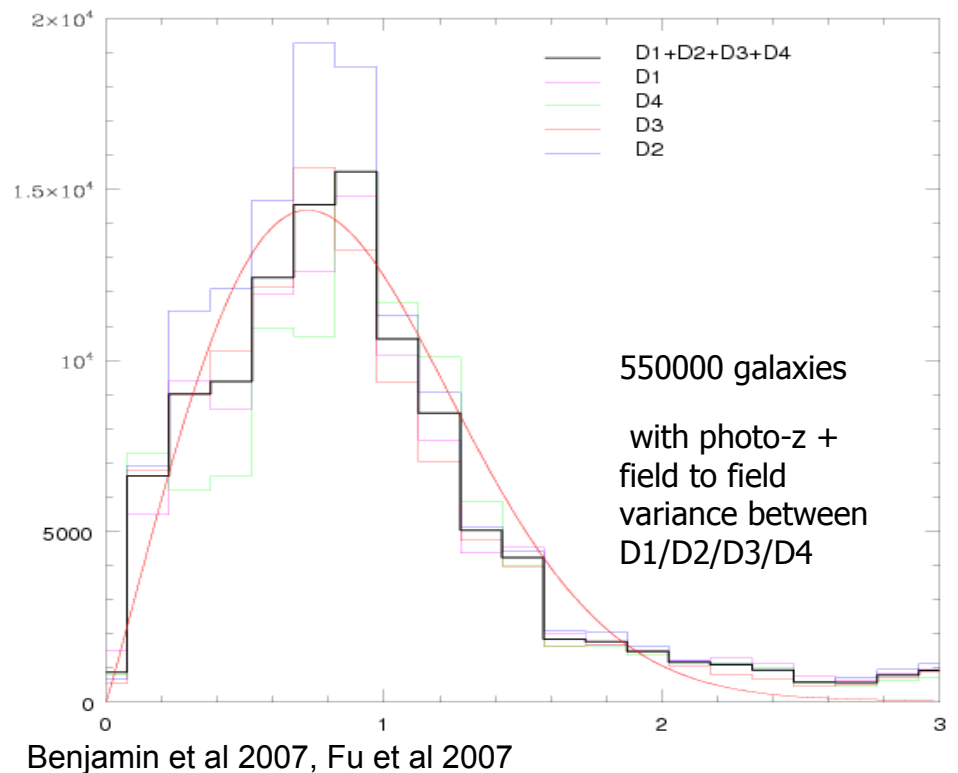 2×10⁴
1.5×10⁴
10⁴
5000
0
D1+D2+D3+D4
D1
D4
D3
D2
550000 galaxies
with photo-z +
field to field
variance between
D1/D2/D3/D4
0 1 2 3
Benjamin et al 2007, Fu et al 2007